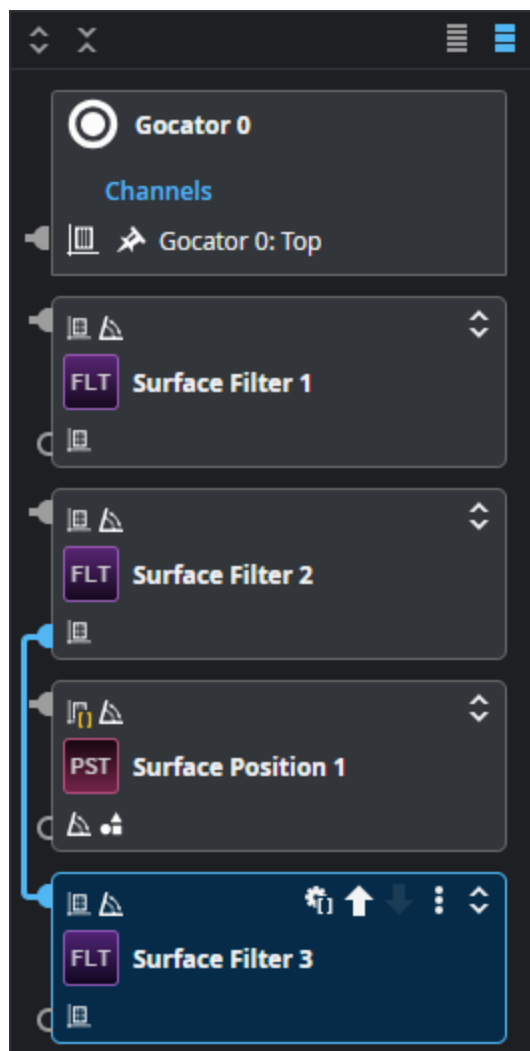 Gocator 0
Channels
Gocator 0: Top
FLT Surface Filter 1
FLT Surface Filter 2
PST Surface Position 1
FLT Surface Filter 3